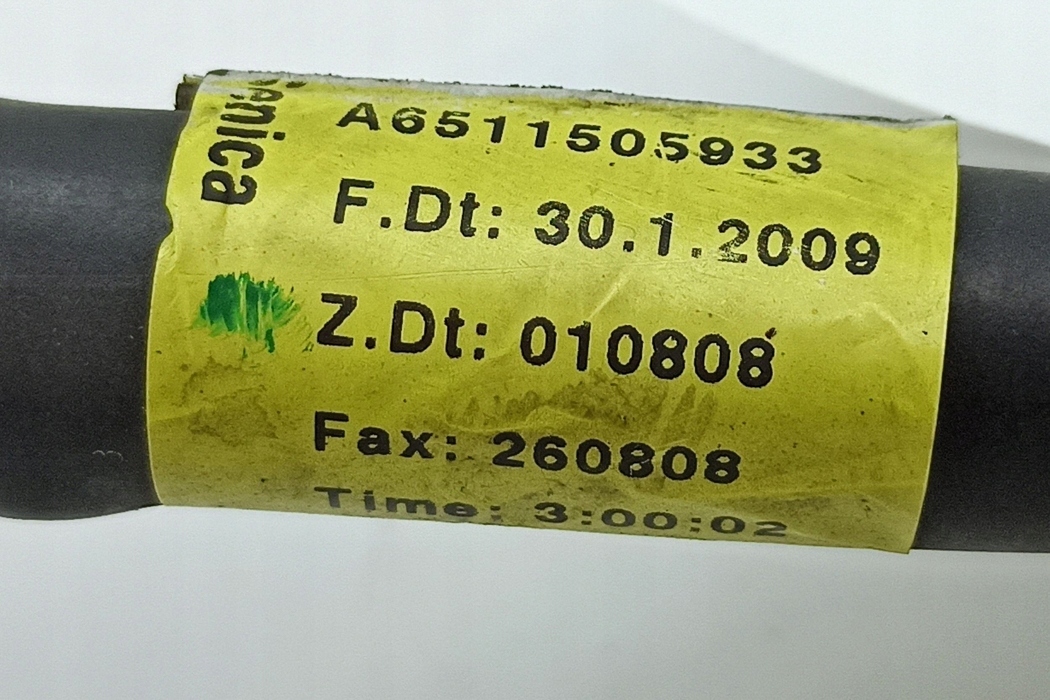 A6511505933
F.Dt: 30.1.2009
Z.Dt: 010808
Fax: 260808
Time: 3:00:02